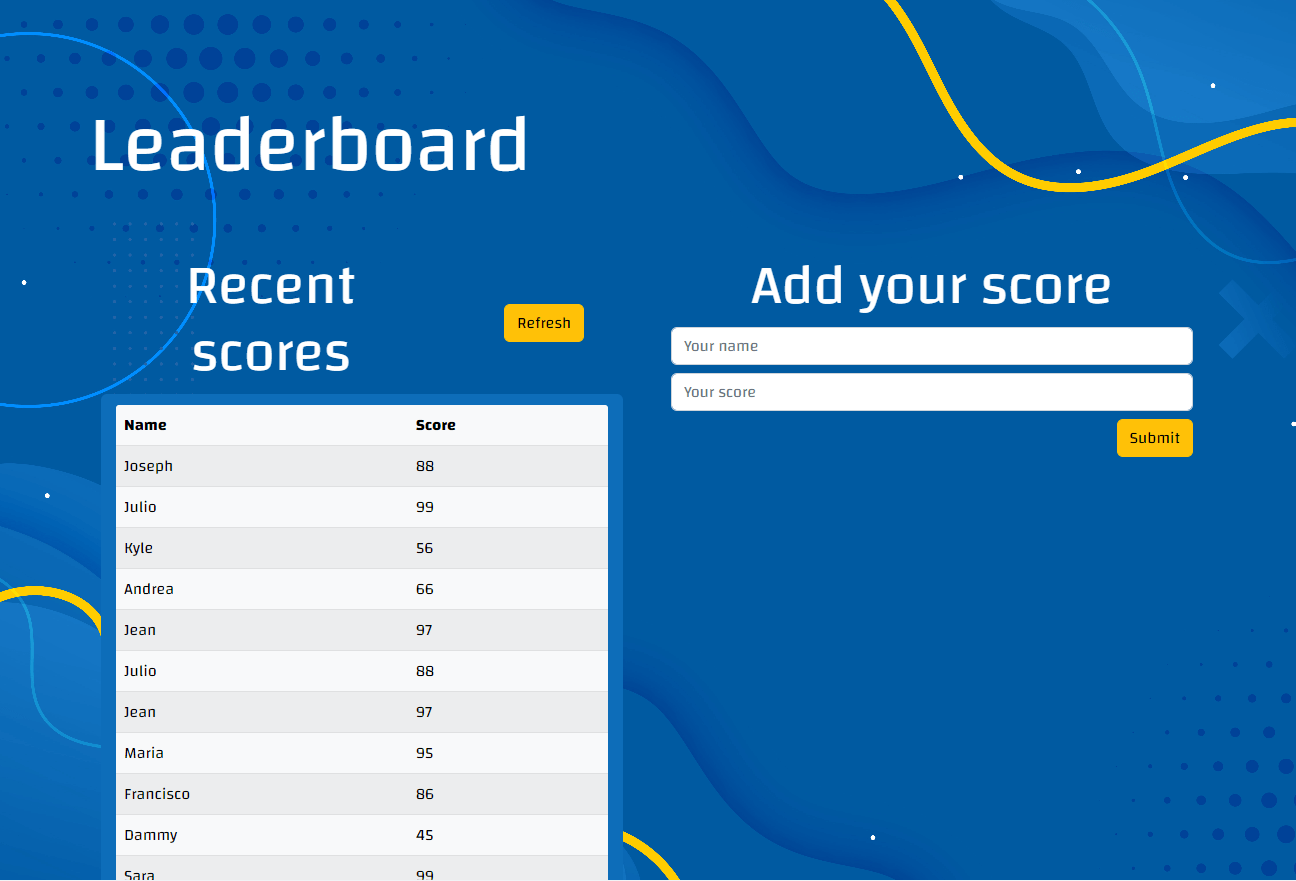 Leaderboard
Recent
scores
Refresh
Name Score
Joseph 88
Julio 99
Kyle 56
Andrea 66
Jean 97
Julio 88
Jean 97
Maria 95
Francisco 86
Dammy 45
Sara 99
Add your score
Your name
Your score
Submit